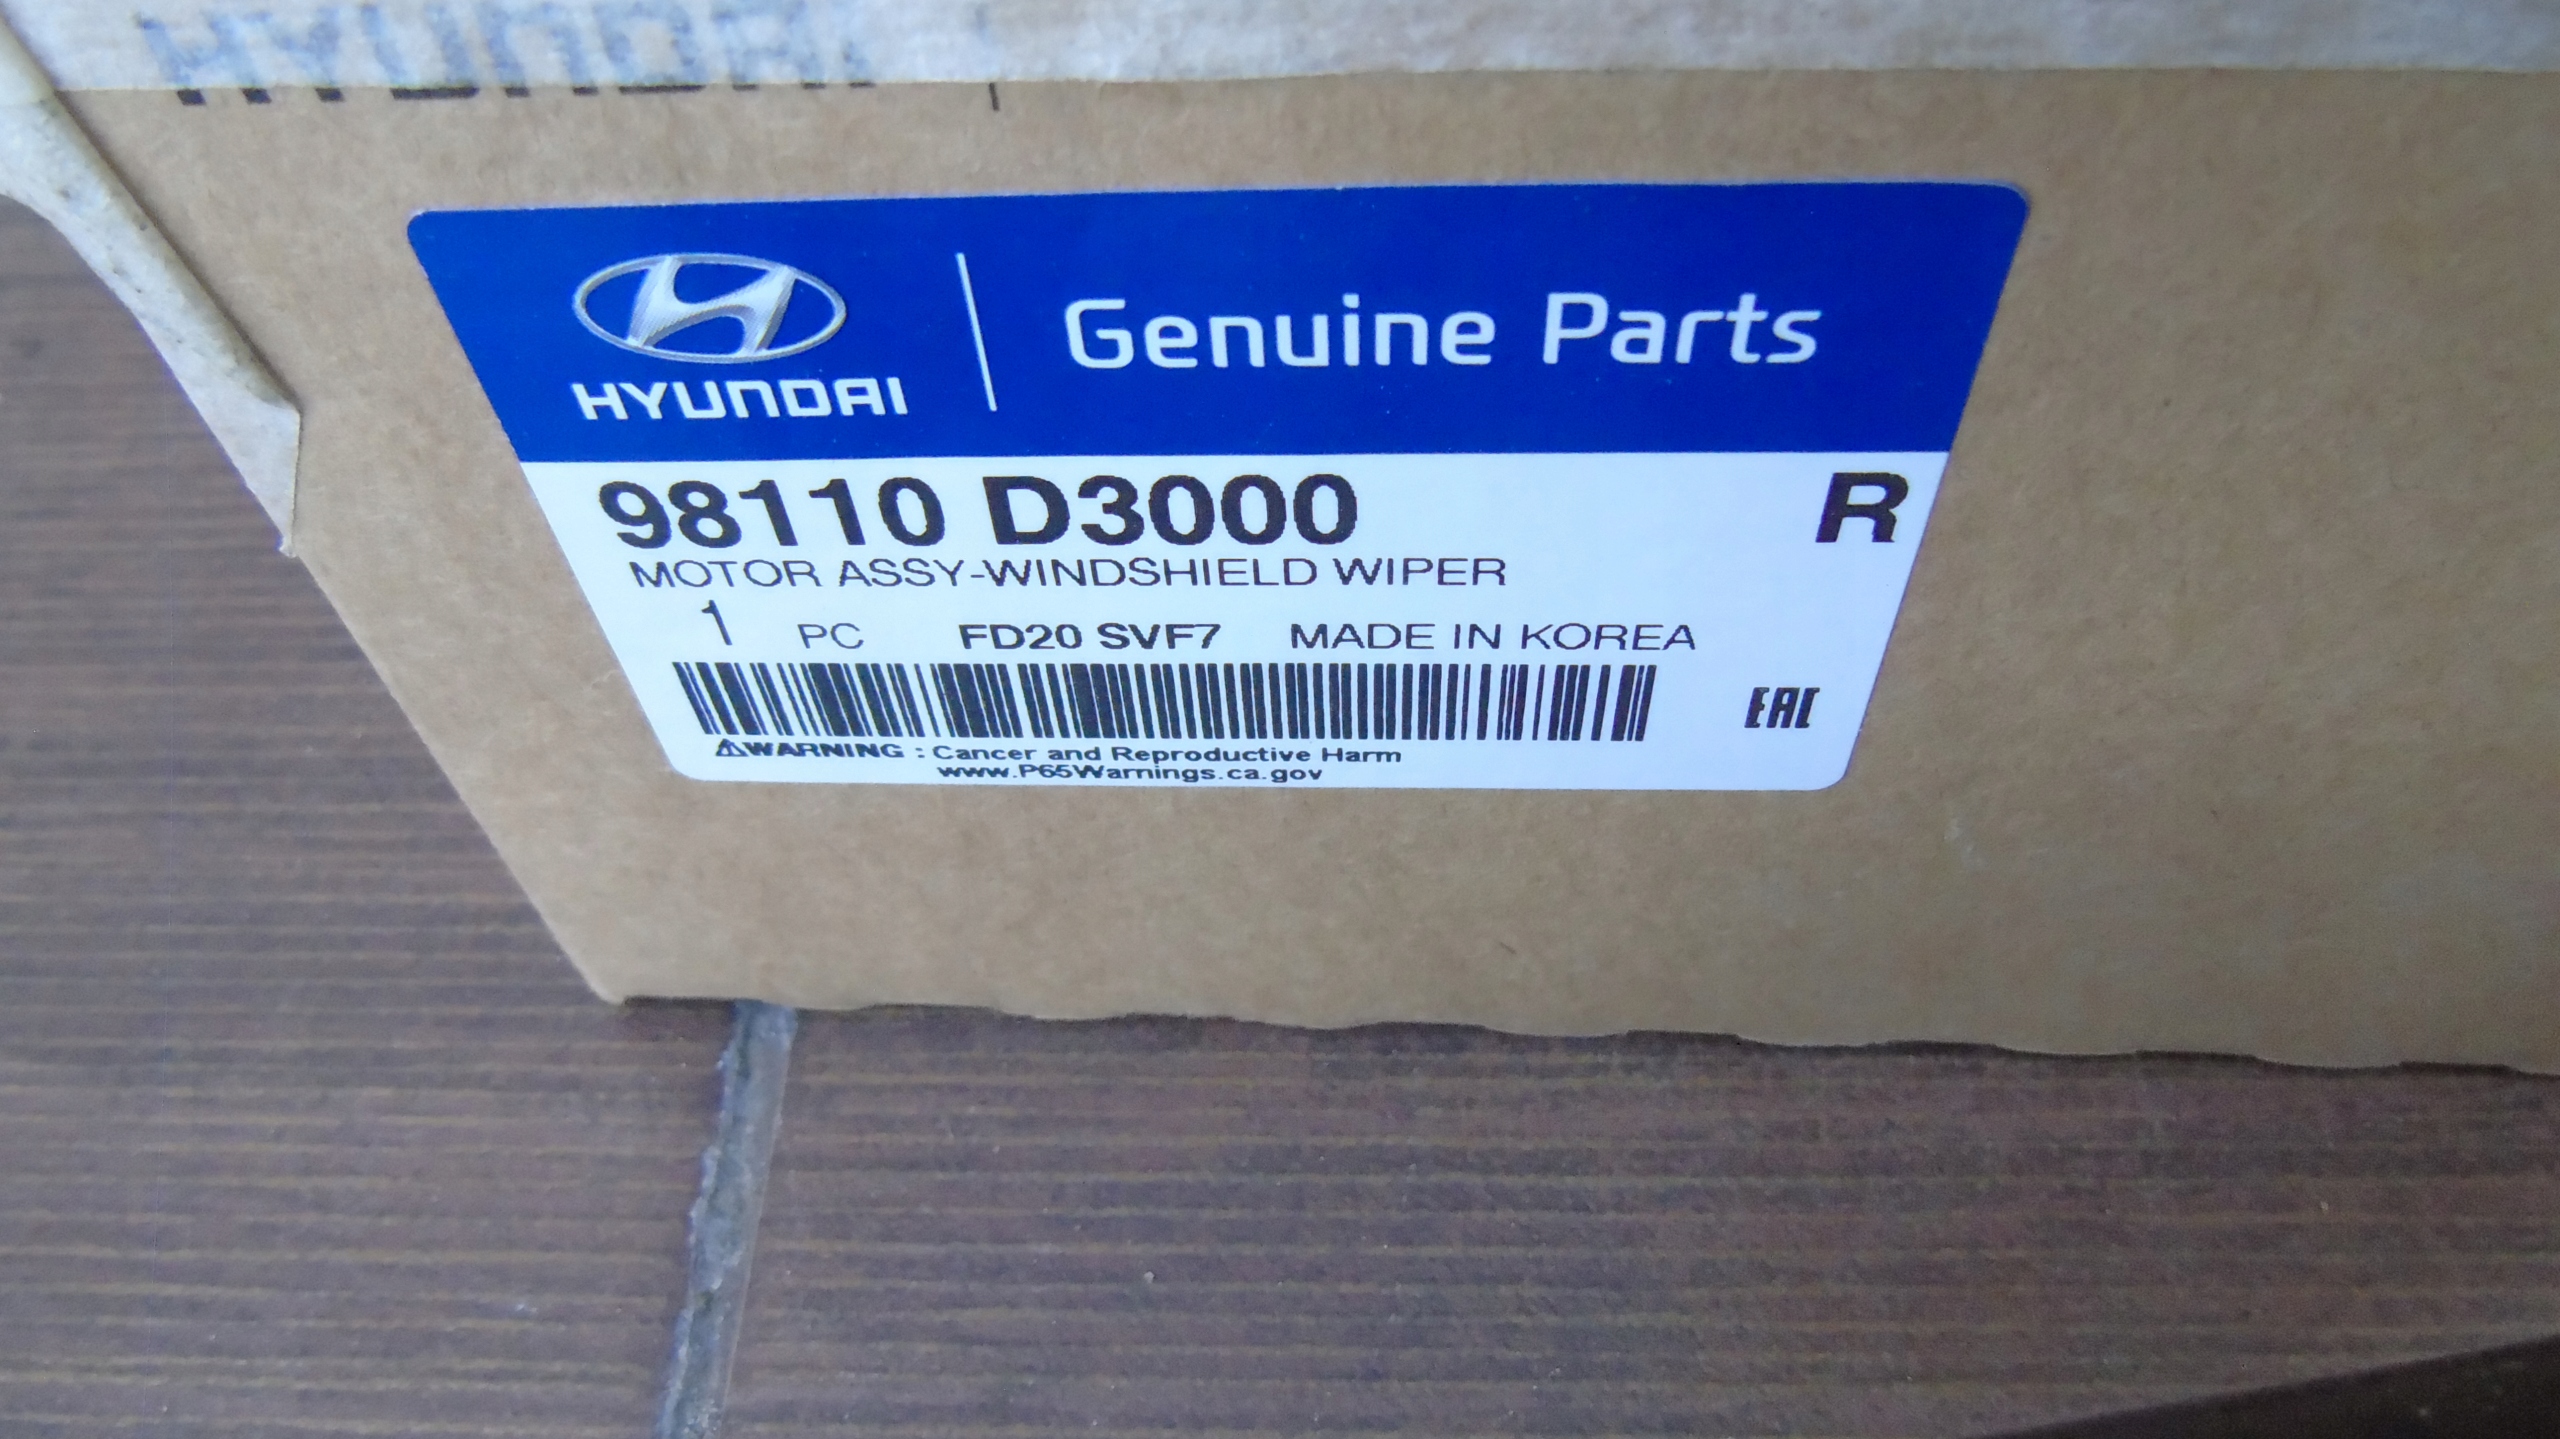 HYUNDAI
HYUNDAI | Genuine Parts
98110 D3000 R
MOTOR ASSY-WINDSHIELD WIPER
1 PC FD20 SVF7 MADE IN KOREA
EAC
WARNING : Cancer and Reproductive Harm
www.P65Warnings.ca.gov